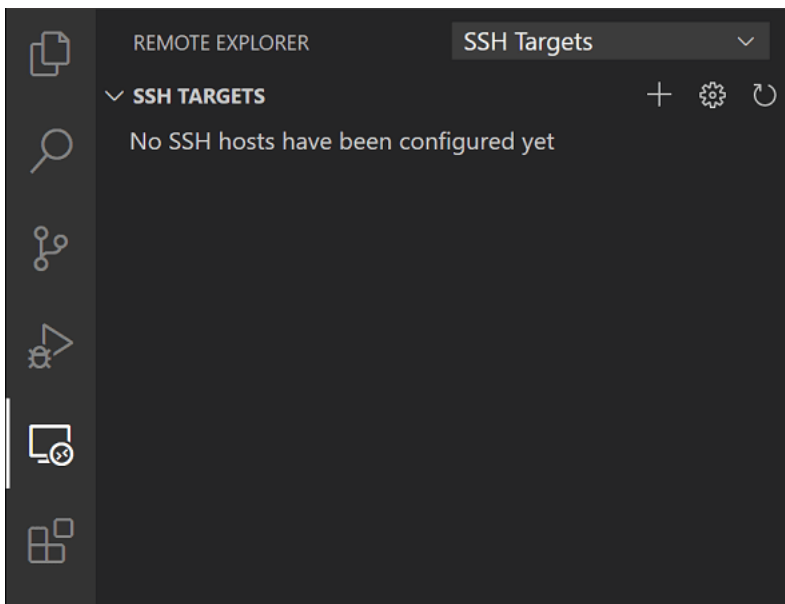 REMOTE EXPLORER SSH Targets
SSH TARGETS
No SSH hosts have been configured yet